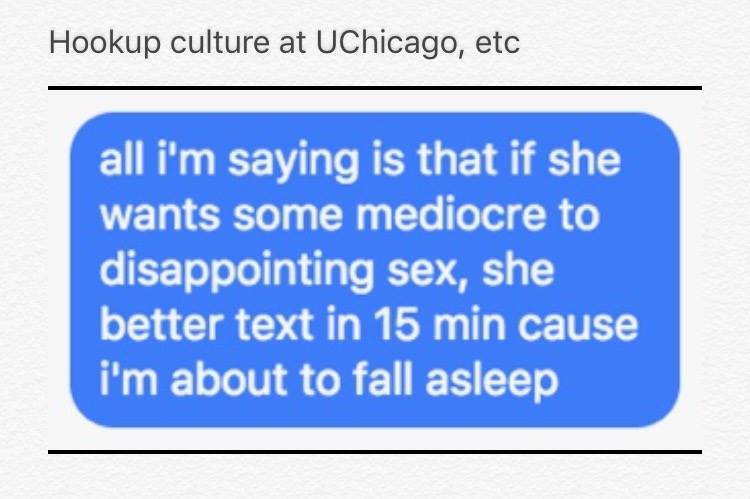 Hookup culture at UChicago, etc
all i'm saying is that if she
wants some mediocre to
disappointing sex, she
better text in 15 min cause
i'm about to fall asleep